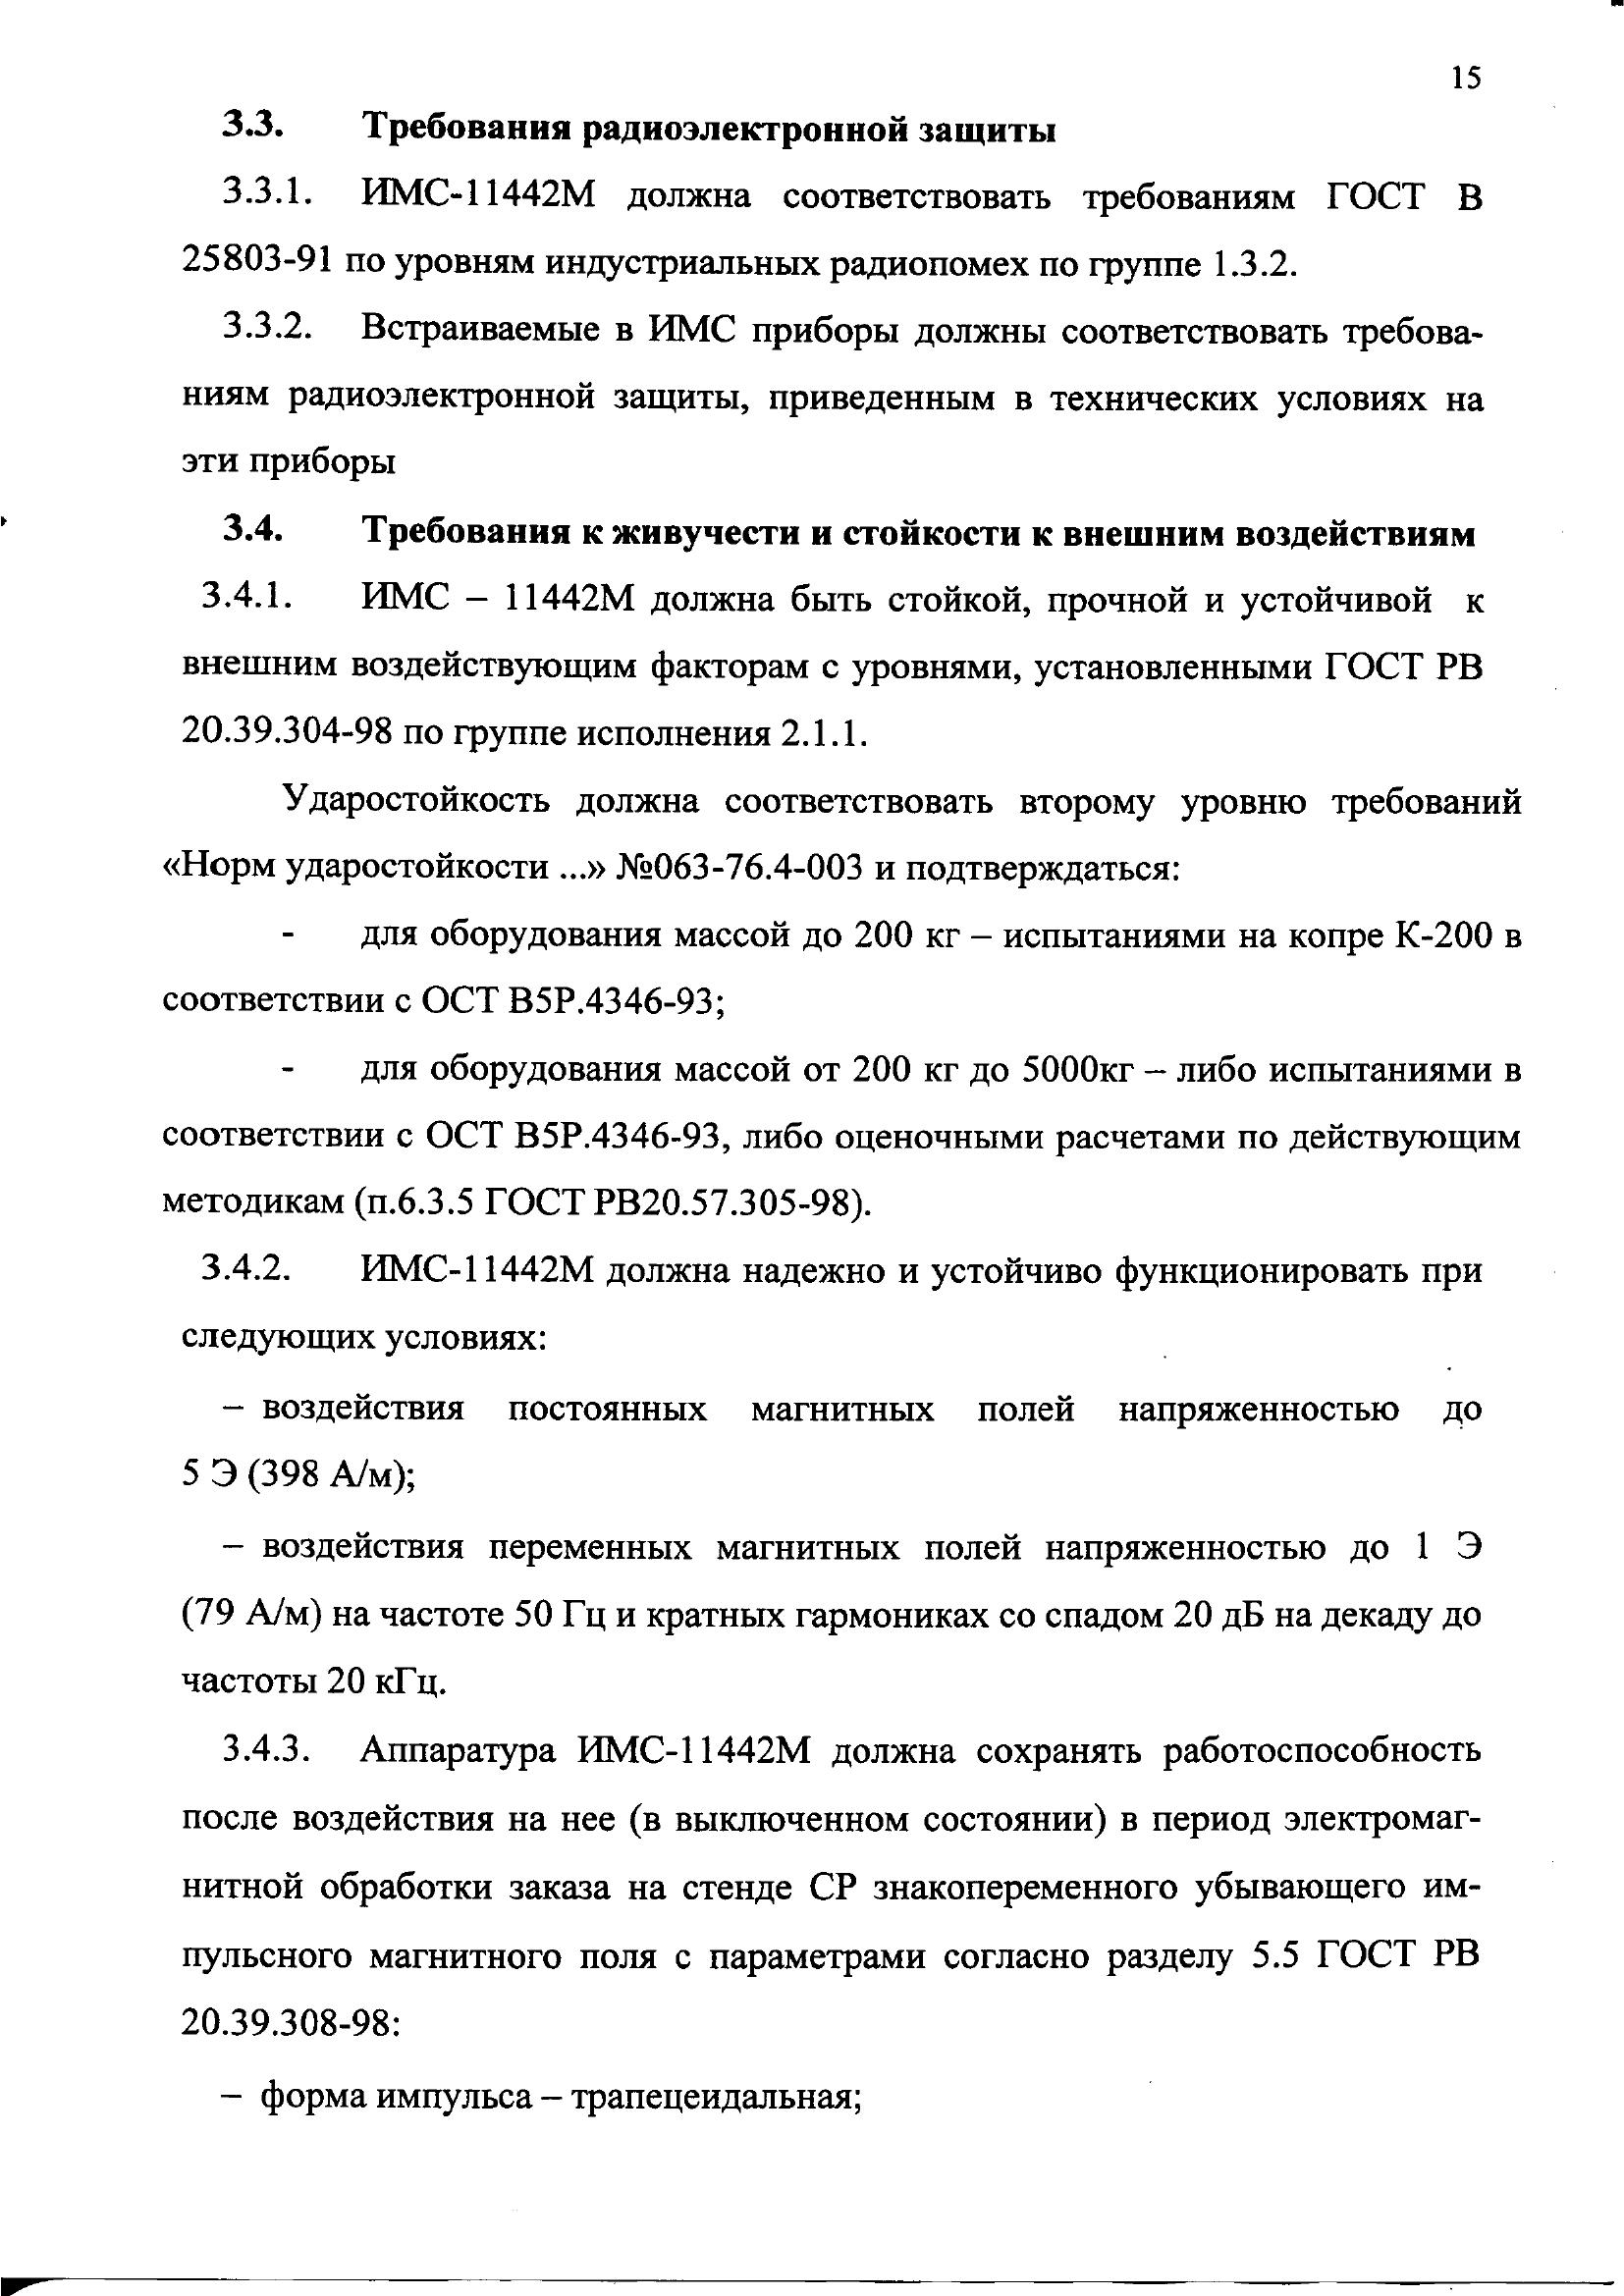 15
3.3. Требования радиоэлектронной защиты
3.3.1. ИМС-11442М должна соответствовать требованиям ГОСТ В
25803-91 по уровням индустриальных радиопомех по группе 1.3.2.
3.3.2. Встраиваемые в ИМС приборы должны соответствовать требова-
ниям радиоэлектронной защиты, приведенным в технических условиях на
эти приборы
3.4. Требования к живучести и стойкости к внешним воздействиям
3.4.1. ИМС – 11442М должна быть стойкой, прочной и устойчивой к
внешним воздействующим факторам с уровнями, установленными ГОСТ РВ
20.39.304-98 по группе исполнения 2.1.1.
Ударостойкость должна соответствовать второму уровню требований
«Норм ударостойкости ...» №063-76.4-003 и подтверждаться:
- для оборудования массой до 200 кг – испытаниями на копре К-200 в
соответствии с ОСТ В5Р.4346-93;
- для оборудования массой от 200 кг до 5000кг – либо испытаниями в
соответствии с ОСТ В5Р.4346-93, либо оценочными расчетами по действующим
методикам (п.6.3.5 ГОСТ РВ20.57.305-98).
3.4.2. ИМС-11442М должна надежно и устойчиво функционировать при
следующих условиях:
– воздействия постоянных магнитных полей напряженностью до
5 Э (398 А/м);
– воздействия переменных магнитных полей напряженностью до 1 Э
(79 А/м) на частоте 50 Гц и кратных гармониках со спадом 20 дБ на декаду до
частоты 20 кГц.
3.4.3. Аппаратура ИМС-11442М должна сохранять работоспособность
после воздействия на нее (в выключенном состоянии) в период электромаг-
нитной обработки заказа на стенде СР знакопеременного убывающего им-
пульсного магнитного поля с параметрами согласно разделу 5.5 ГОСТ РВ
20.39.308-98:
– форма импульса – трапецеидальная;